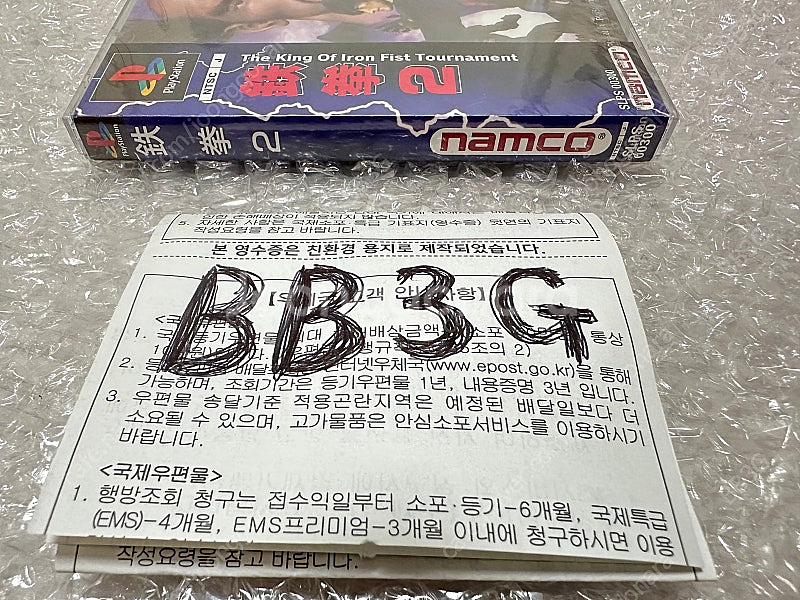 The King Of Iron Fist Tournament
PlayStation
NTSC J
鉄拳2
SLPS 00300
namco
PlayStation
鉄拳2
namco®
SLPS 00300
5. 자세한 사항은 국제소포·특급 기표지(영수증) 뒷면의 기표지
작성요령을 참고 바랍니다.
본 영수증은 친환경 용지로 제작되었습니다.
BB3G
고객 안내사항]
1.
통상
2.
인터넷우체국(www.epost.go.kr)을 통해
가능하며, 조회기간은 등기우편물 1년, 내용증명 3년 입니다.
3. 우편물 송달기준 적용곤란지역은 예정된 배달일보다 더
소요될 수 있으며, 고가물품은 안심소포서비스를 이용하시기
바랍니다.
<국제우편물>
1. 행방조회 청구는 접수익일부터 소포·등기-6개월, 국제특급
(EMS)-4개월, EMS프리미엄-3개월 이내에 청구하시면 이용
작성요령을 참고 바랍니다.